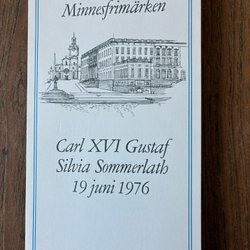 Minnesfrimärken
Carl XVI Gustaf
Silvia Sommerlath
19 juni 1976